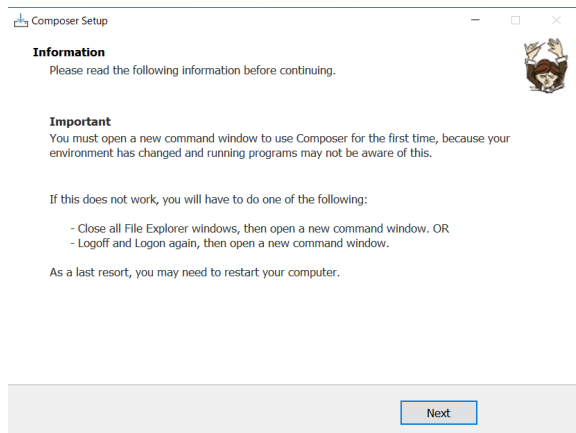 Composer Setup
Information
Please read the following information before continuing.
Important
You must open a new command window to use Composer for the first time, because your
environment has changed and running programs may not be aware of this.
If this does not work, you will have to do one of the following:
- Close all File Explorer windows, then open a new command window. OR
- Logoff and Logon again, then open a new command window.
As a last resort, you may need to restart your computer.
Next